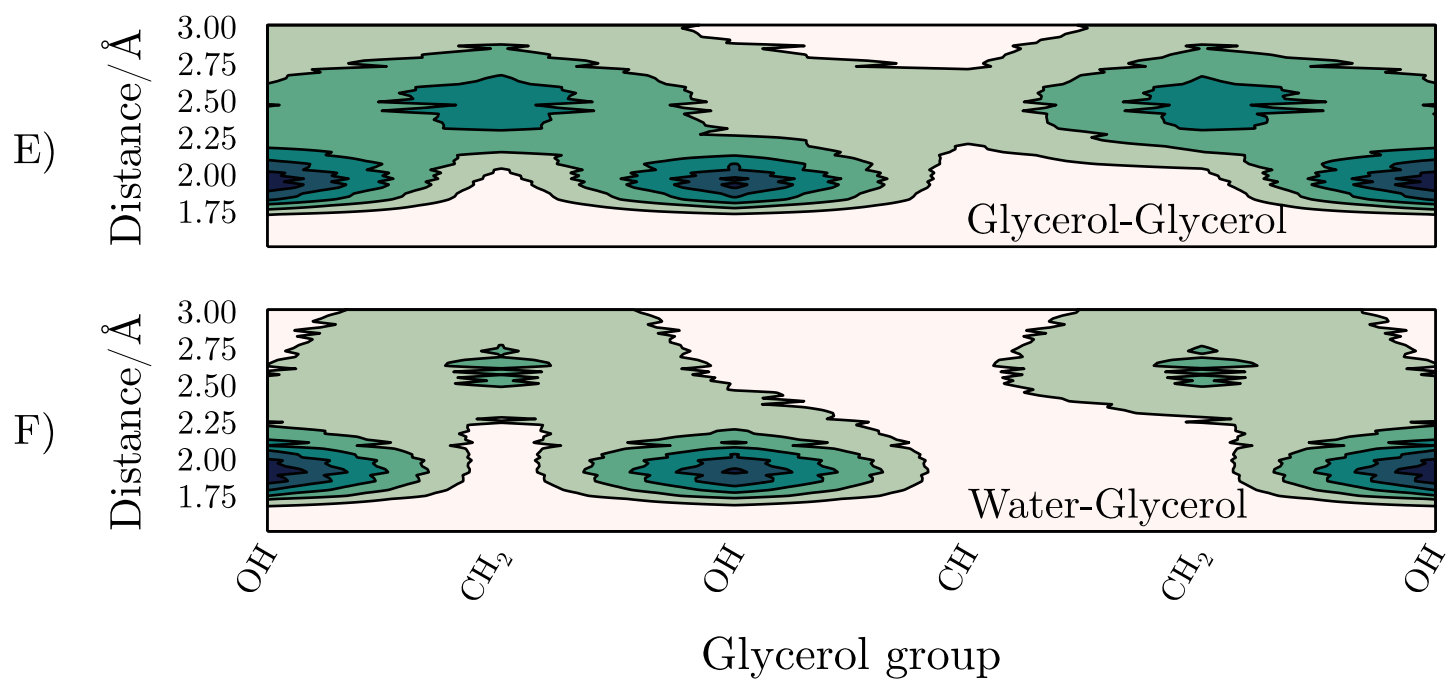 E)
Distance/Å
3.00
2.75
2.50
2.25
2.00
1.75
Glycerol-Glycerol
F)
Distance/Å
3.00
2.75
2.50
2.25
2.00
1.75
Water-Glycerol
OH
CH₂
OH
CH
CH₂
OH
Glycerol group